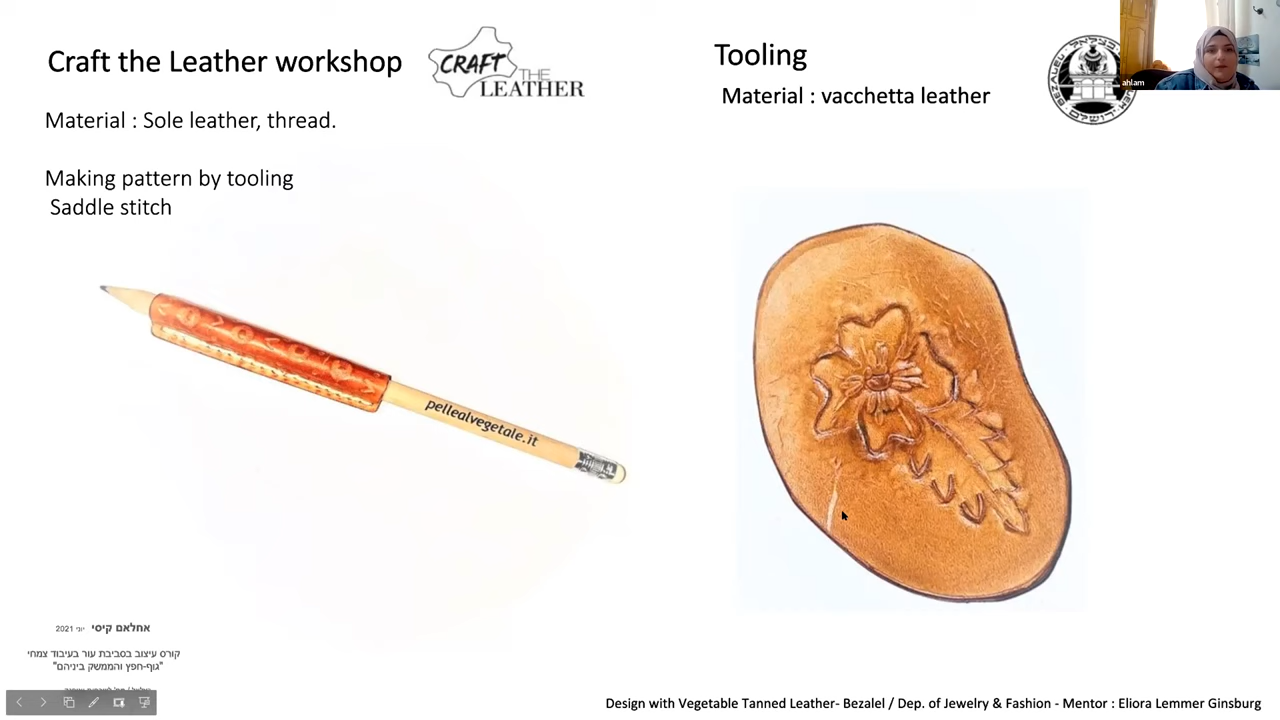 Craft the Leather workshop
CRAFT
THE
LEATHER
Material : Sole leather, thread.
Making pattern by tooling
Saddle stitch
pellealvegetale.it
Tooling
Material : vacchetta leather
ahlam
אחלאם קיסי יוני 2021
קורס עיצוב בסביבת עור בעיבוד צמחי
"גוף-חפץ והממשק ביניהם"
Design with Vegetable Tanned Leather- Bezalel / Dep. of Jewelry & Fashion - Mentor : Eliora Lemmer Ginsburg